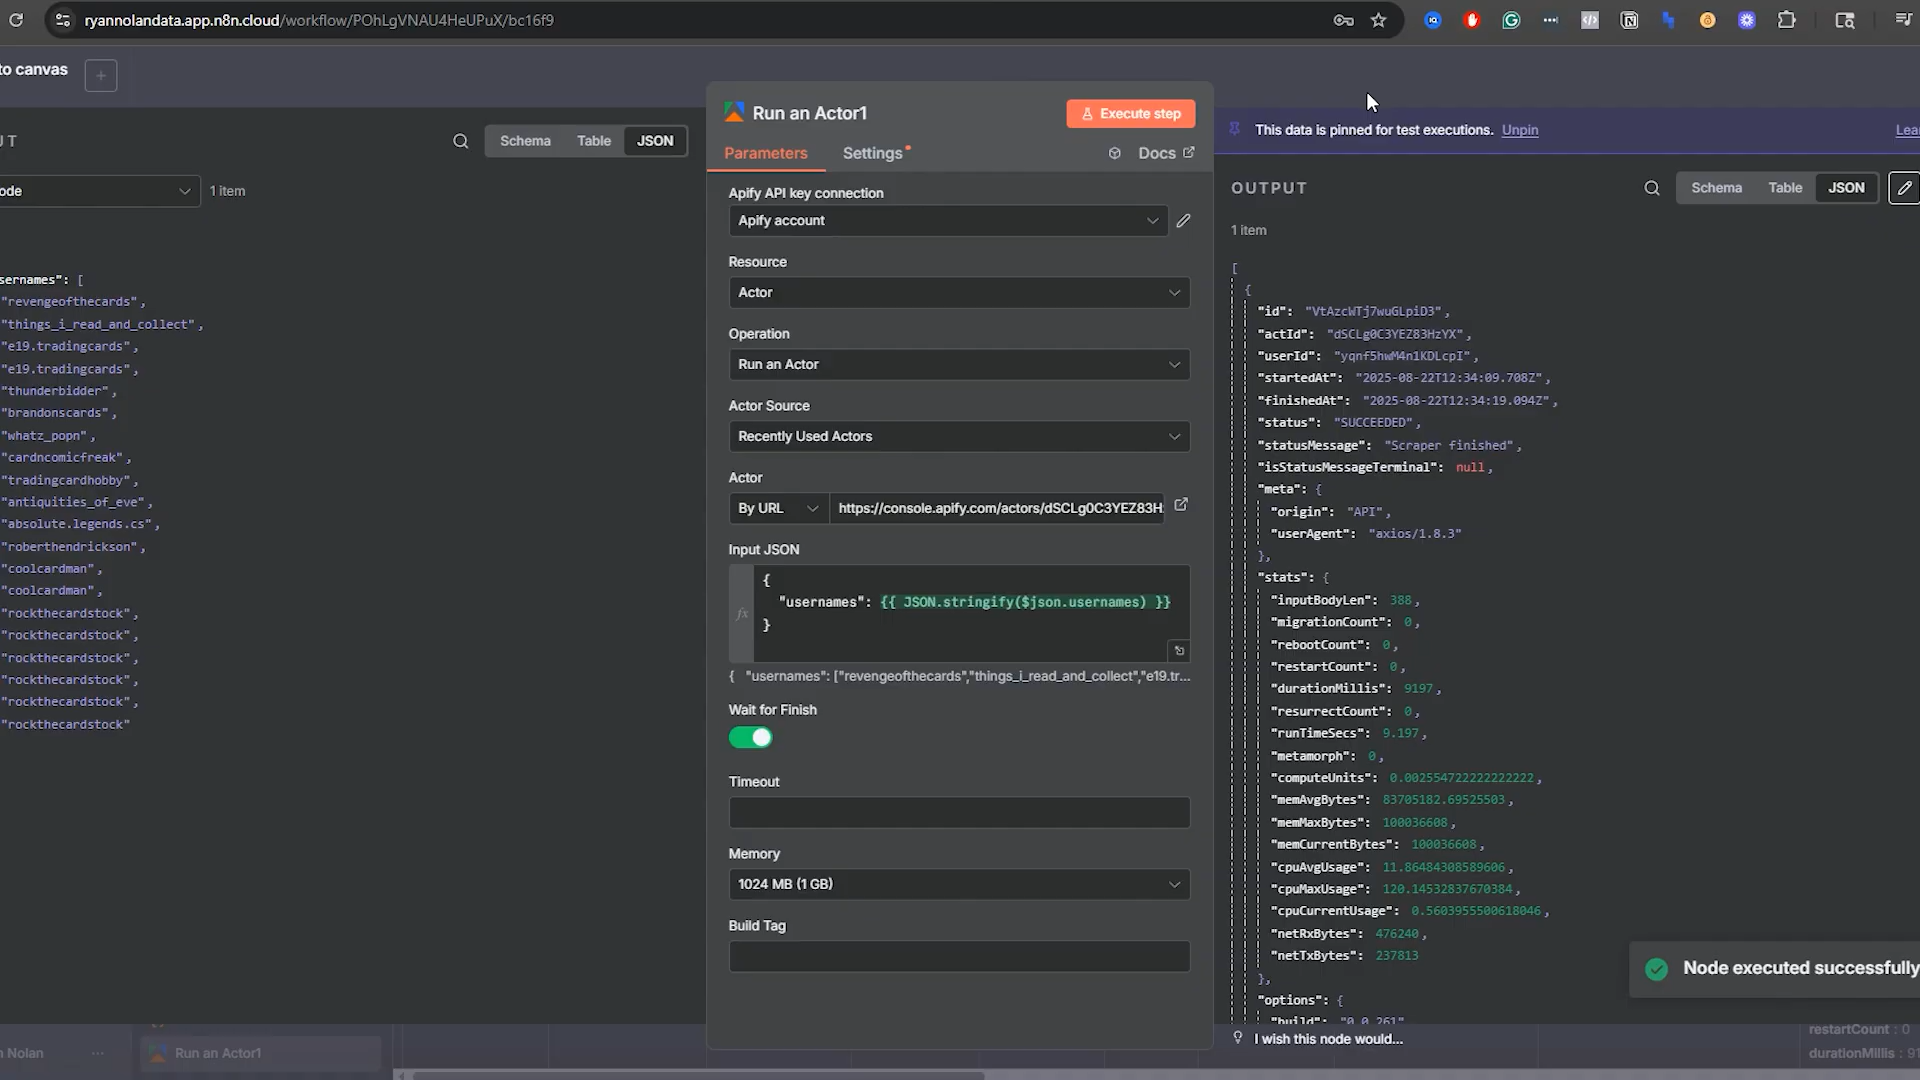 ryannolandata.app.n8n.cloud/workflow/POhLgVNAU4HeUPuX/bc16f9
to canvas
+
Schema Table JSON
1 item
sernames": [
"revengeofthecards",
"things_i_read_and_collect",
"e19.tradingcards",
"e19.tradingcards",
"thunderbidder",
"brandonscards",
"whatz_popn",
"cardncomicfreak",
"tradingcardhobby",
"antiquities_of_eve",
"absolute.legends.cs",
"roberthendrickson",
"coolcardman",
"coolcardman",
"rockthecardstock",
"rockthecardstock",
"rockthecardstock",
"rockthecardstock",
"rockthecardstock",
"rockthecardstock"
Run an Actor1
Execute step
Parameters Settings Docs
Apify API key connection
Apify account
Resource
Actor
Operation
Run an Actor
Actor Source
Recently Used Actors
Actor
By URL https://console.apify.com/actors/dSCLg0C3YEZ83H
Input JSON
fx
{
"usernames": {{ JSON.stringify($json.usernames) }}
}
{ "usernames": ["revengeofthecards","things_i_read_and_collect","e19.tr...
Wait for Finish
Timeout
Memory
1024 MB (1 GB)
Build Tag
This data is pinned for test executions. Unpin
Lea
OUTPUT
Schema Table JSON
1 item
[
{
"id": "VtAzcWTj7wuGLpiD3",
"actId": "dSCLg0C3YEZ83HzYX",
"userId": "yqnf5hwM4n1KDLcpI",
"startedAt": "2025-08-22T12:34:09.708Z",
"finishedAt": "2025-08-22T12:34:19.094Z",
"status": "SUCCEEDED",
"statusMessage": "Scraper finished",
"isStatusMessageTerminal": null,
"meta": {
"origin": "API",
"userAgent": "axios/1.8.3"
},
"stats": {
"inputBodyLen": 388,
"migrationCount": 0,
"rebootCount": 0,
"restartCount": 0,
"durationMillis": 9197,
"resurrectCount": 0,
"runTimeSecs": 9.197,
"metamorph": 0,
"computeUnits": 0.002554722222222222,
"memAvgBytes": 83705182.69525503,
"memMaxBytes": 100036608,
"memCurrentBytes": 100036608,
"cpuAvgUsage": 11.86484308589606,
"cpuMaxUsage": 120.14532837670384,
"cpuCurrentUsage": 0.5603955500618046,
"netRxBytes": 476240,
"netTxBytes": 237813
},
"options": {
"build": "0.0.261"
Node executed successfully
I wish this node would...
n Nolan
Run an Actor1
restartCount : 0
durationMillis : 91